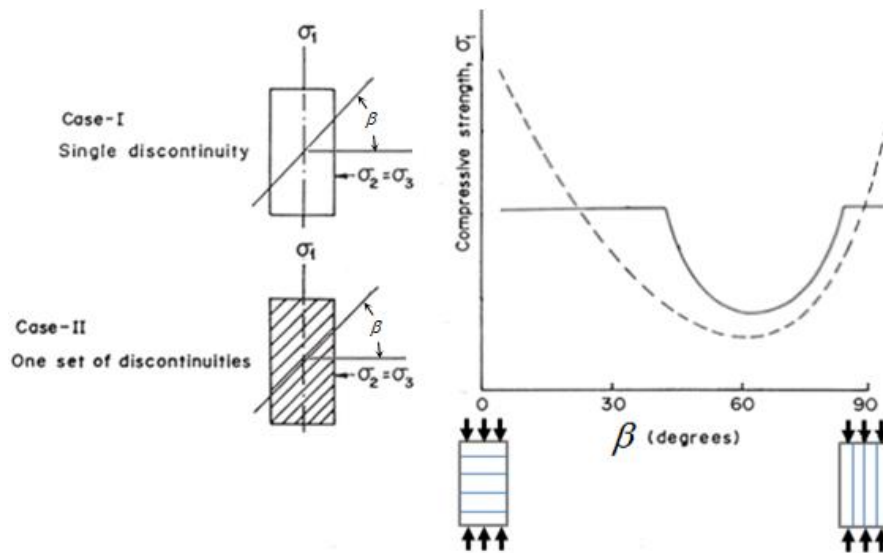 σ₁
Case-I
Single discontinuity
β
σ₂ = σ₃
σ₁
Case-II
One set of discontinuities
β
σ₂ = σ₃
Compressive strength, σ₁
0 30 60 90
β (degrees)